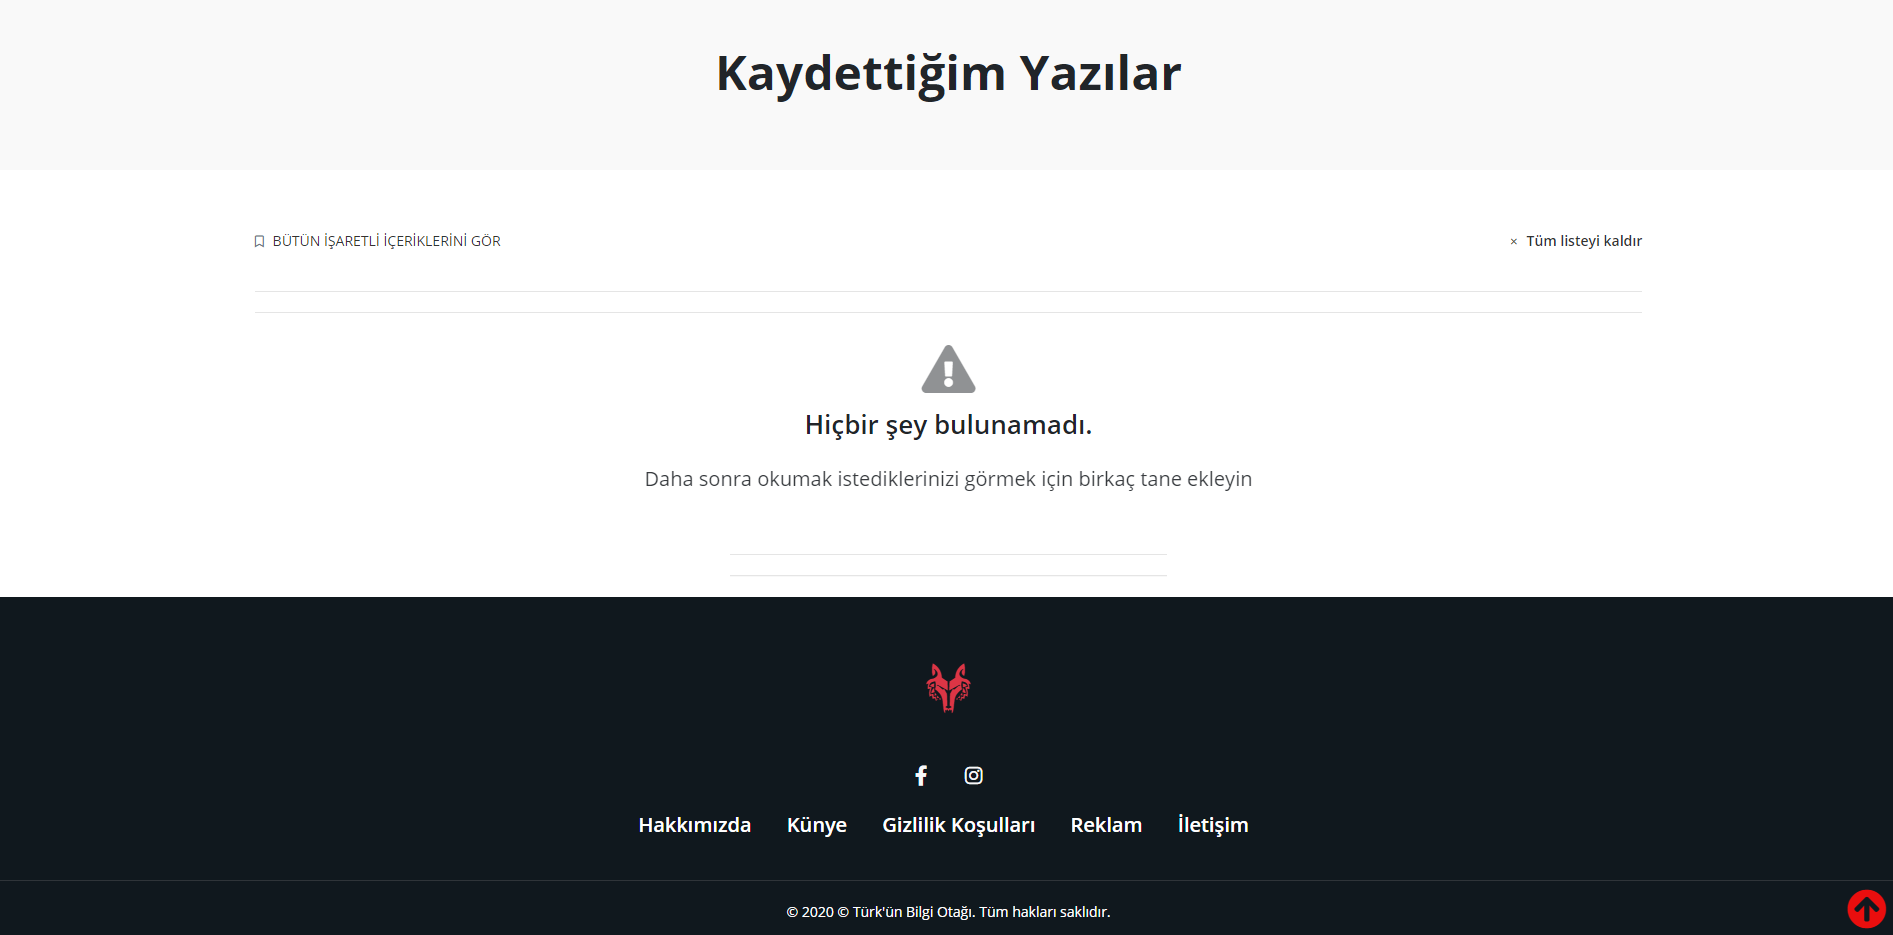 Kaydettiğim Yazılar
BÜTÜN İŞARETLİ İÇERİKLERİNİ GÖR
× Tüm listeyi kaldır
Hiçbir şey bulunamadı.
Daha sonra okumak istediklerinizi görmek için birkaç tane ekleyin
Hakkımızda Künye Gizlilik Koşulları Reklam İletişim
© 2020 © Türk'ün Bilgi Otağı. Tüm hakları saklıdır.